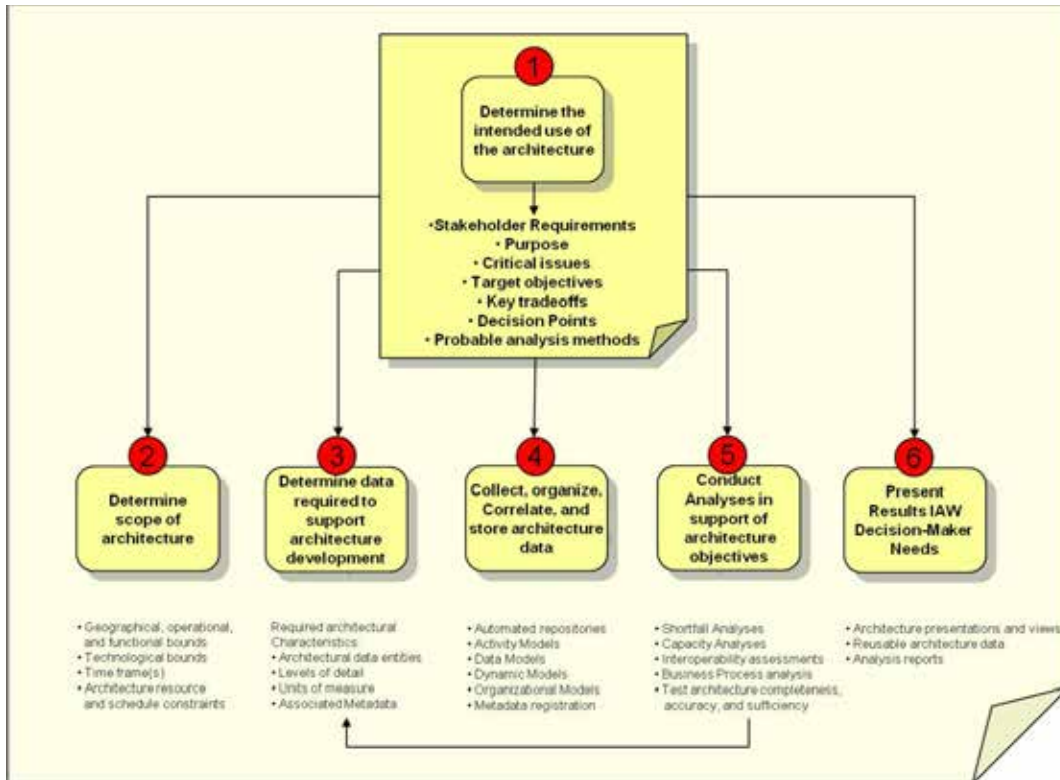 1
Determine the
intended use of
the architecture
•Stakeholder Requirements
• Purpose
• Critical issues
• Target objectives
• Key tradeoffs
• Decision Points
• Probable analysis methods
2
Determine
scope of
architecture
• Geographical, operational,
and functional bounds
• Technological bounds
• Time frame(s)
• Architecture resource
and schedule constraints
3
Determine data
required to
support
architecture
development
Required architectural
Characteristics
• Architectural data entities
• Levels of detail
• Units of measure
• Associated Metadata
4
Collect, organize,
Correlate, and
store architecture
data
• Automated repositories
• Activity Models
• Data Models
• Dynamic Models
• Organizational Models
• Metadata registration
5
Conduct
Analyses in
support of
architecture
objectives
• Shortfall Analyses
• Capacity Analyses
• Interoperability assessments
• Business Process analysis
• Test architecture completeness,
accuracy, and sufficiency
6
Present
Results IAW
Decision-Maker
Needs
• Architecture presentations and views
• Reusable architecture data
• Analysis reports